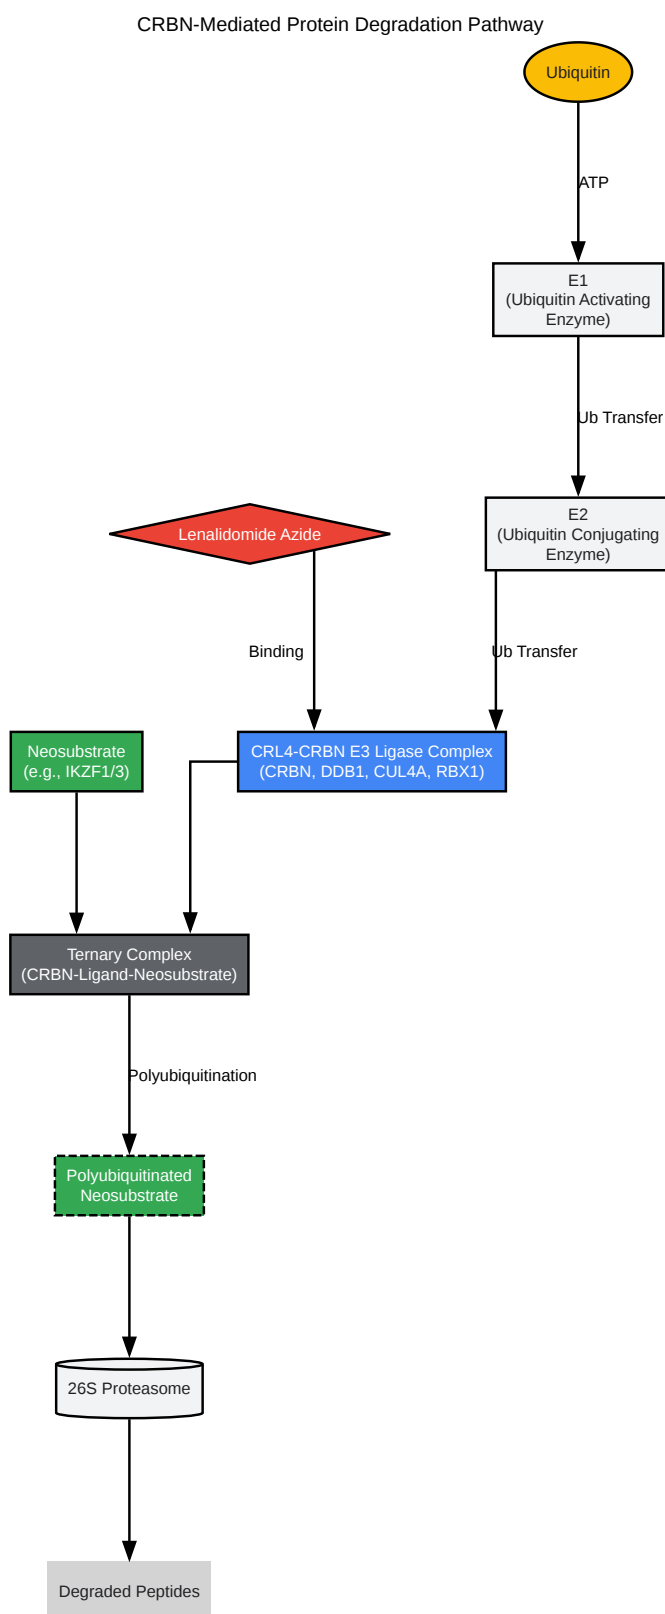 CRBN-Mediated Protein Degradation Pathway
Ubiquitin
ATP
E1
(Ubiquitin Activating
Enzyme)
Ub Transfer
E2
(Ubiquitin Conjugating
Enzyme)
Lenalidomide Azide
Binding
Ub Transfer
Neosubstrate
(e.g., IKZF1/3)
CRL4-CRBN E3 Ligase Complex
(CRBN, DDB1, CUL4A, RBX1)
Ternary Complex
(CRBN-Ligand-Neosubstrate)
Polyubiquitination
Polyubiquitinated
Neosubstrate
26S Proteasome
Degraded Peptides